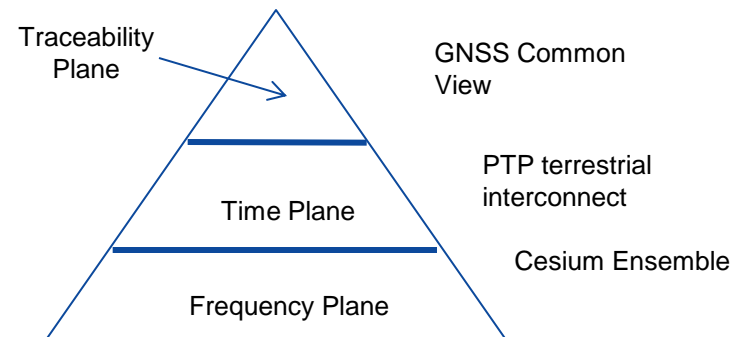 Traceability
Plane
GNSS Common
View
PTP terrestrial
interconnect
Time Plane
Cesium Ensemble
Frequency Plane